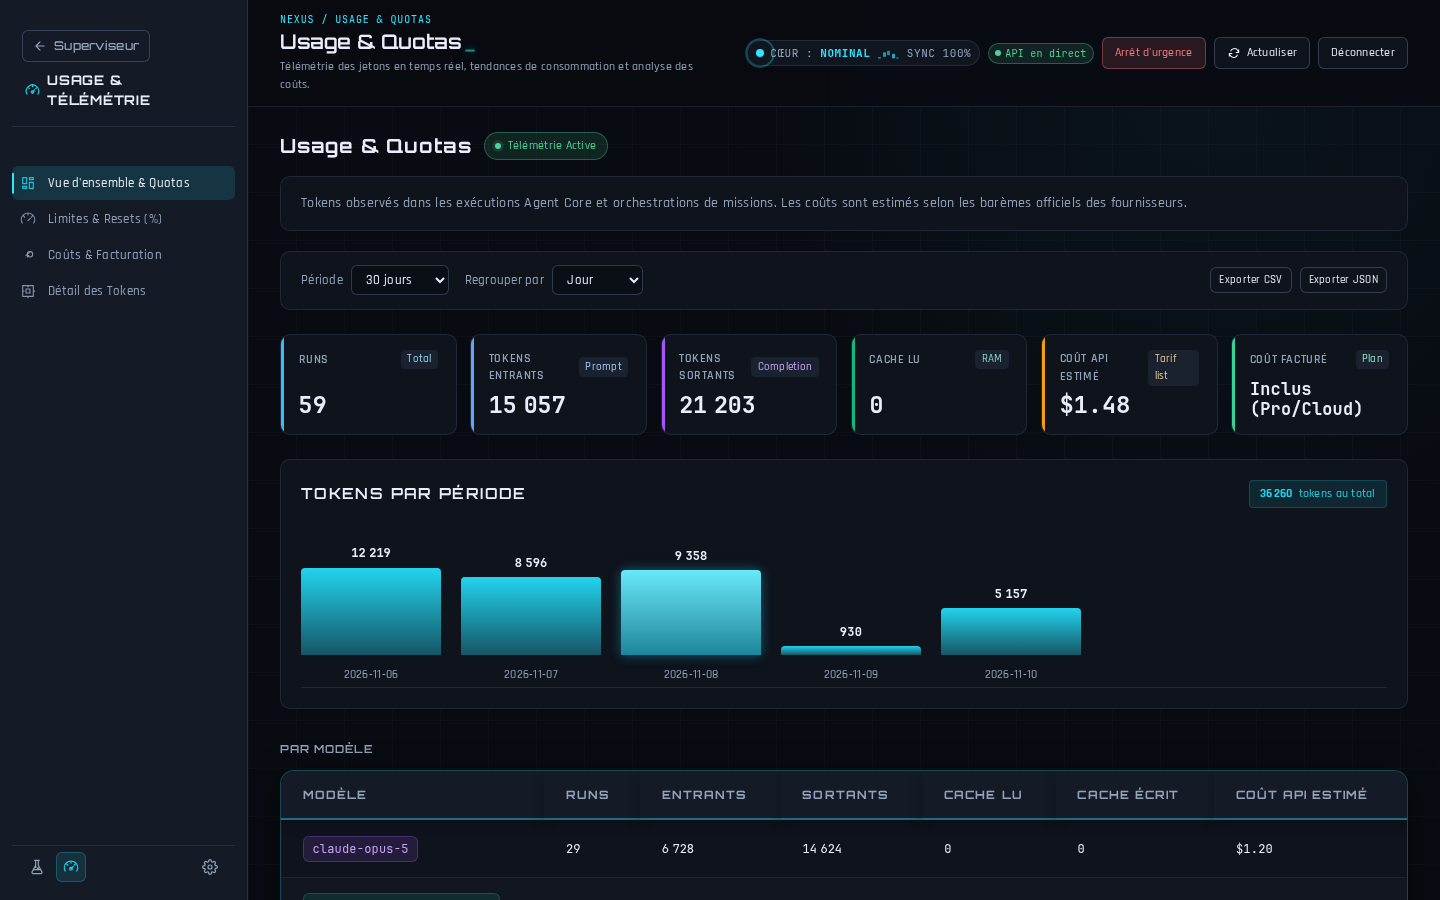 Superviseur
USAGE &
TÉLÉMÉTRIE
Vue d'ensemble & Quotas
Limites & Resets (%)
Coûts & Facturation
Détail des Tokens
NEXUS / USAGE & QUOTAS
Usage & Quotas_
Télémétrie des jetons en temps réel, tendances de consommation et analyse des
coûts.
CŒUR : NOMINAL SYNC 100%
API en direct
Arrêt d'urgence
Actualiser
Déconnecter
Usage & Quotas
Télémétrie Active
Tokens observés dans les exécutions Agent Core et orchestrations de missions. Les coûts sont estimés selon les barèmes officiels des fournisseurs.
Période 30 jours Regrouper par Jour
Exporter CSV
Exporter JSON
RUNS Total
59
TOKENS
ENTRANTS
Prompt
15 057
TOKENS
SORTANTS
Completion
21 203
CACHE LU RAM
0
COÛT API
ESTIMÉ
Tarif
list
$1.48
COÛT FACTURÉ Plan
Inclus
(Pro/Cloud)
TOKENS PAR PÉRIODE
36 260 tokens au total
12 219
8 596
9 358
930
5 157
2026-11-06
2026-11-07
2026-11-08
2026-11-09
2026-11-10
PAR MODÈLE
MODÈLE RUNS ENTRANTS SORTANTS CACHE LU CACHE ÉCRIT COÛT API ESTIMÉ
claude-opus-5 29 6 728 14 624 0 0 $1.20